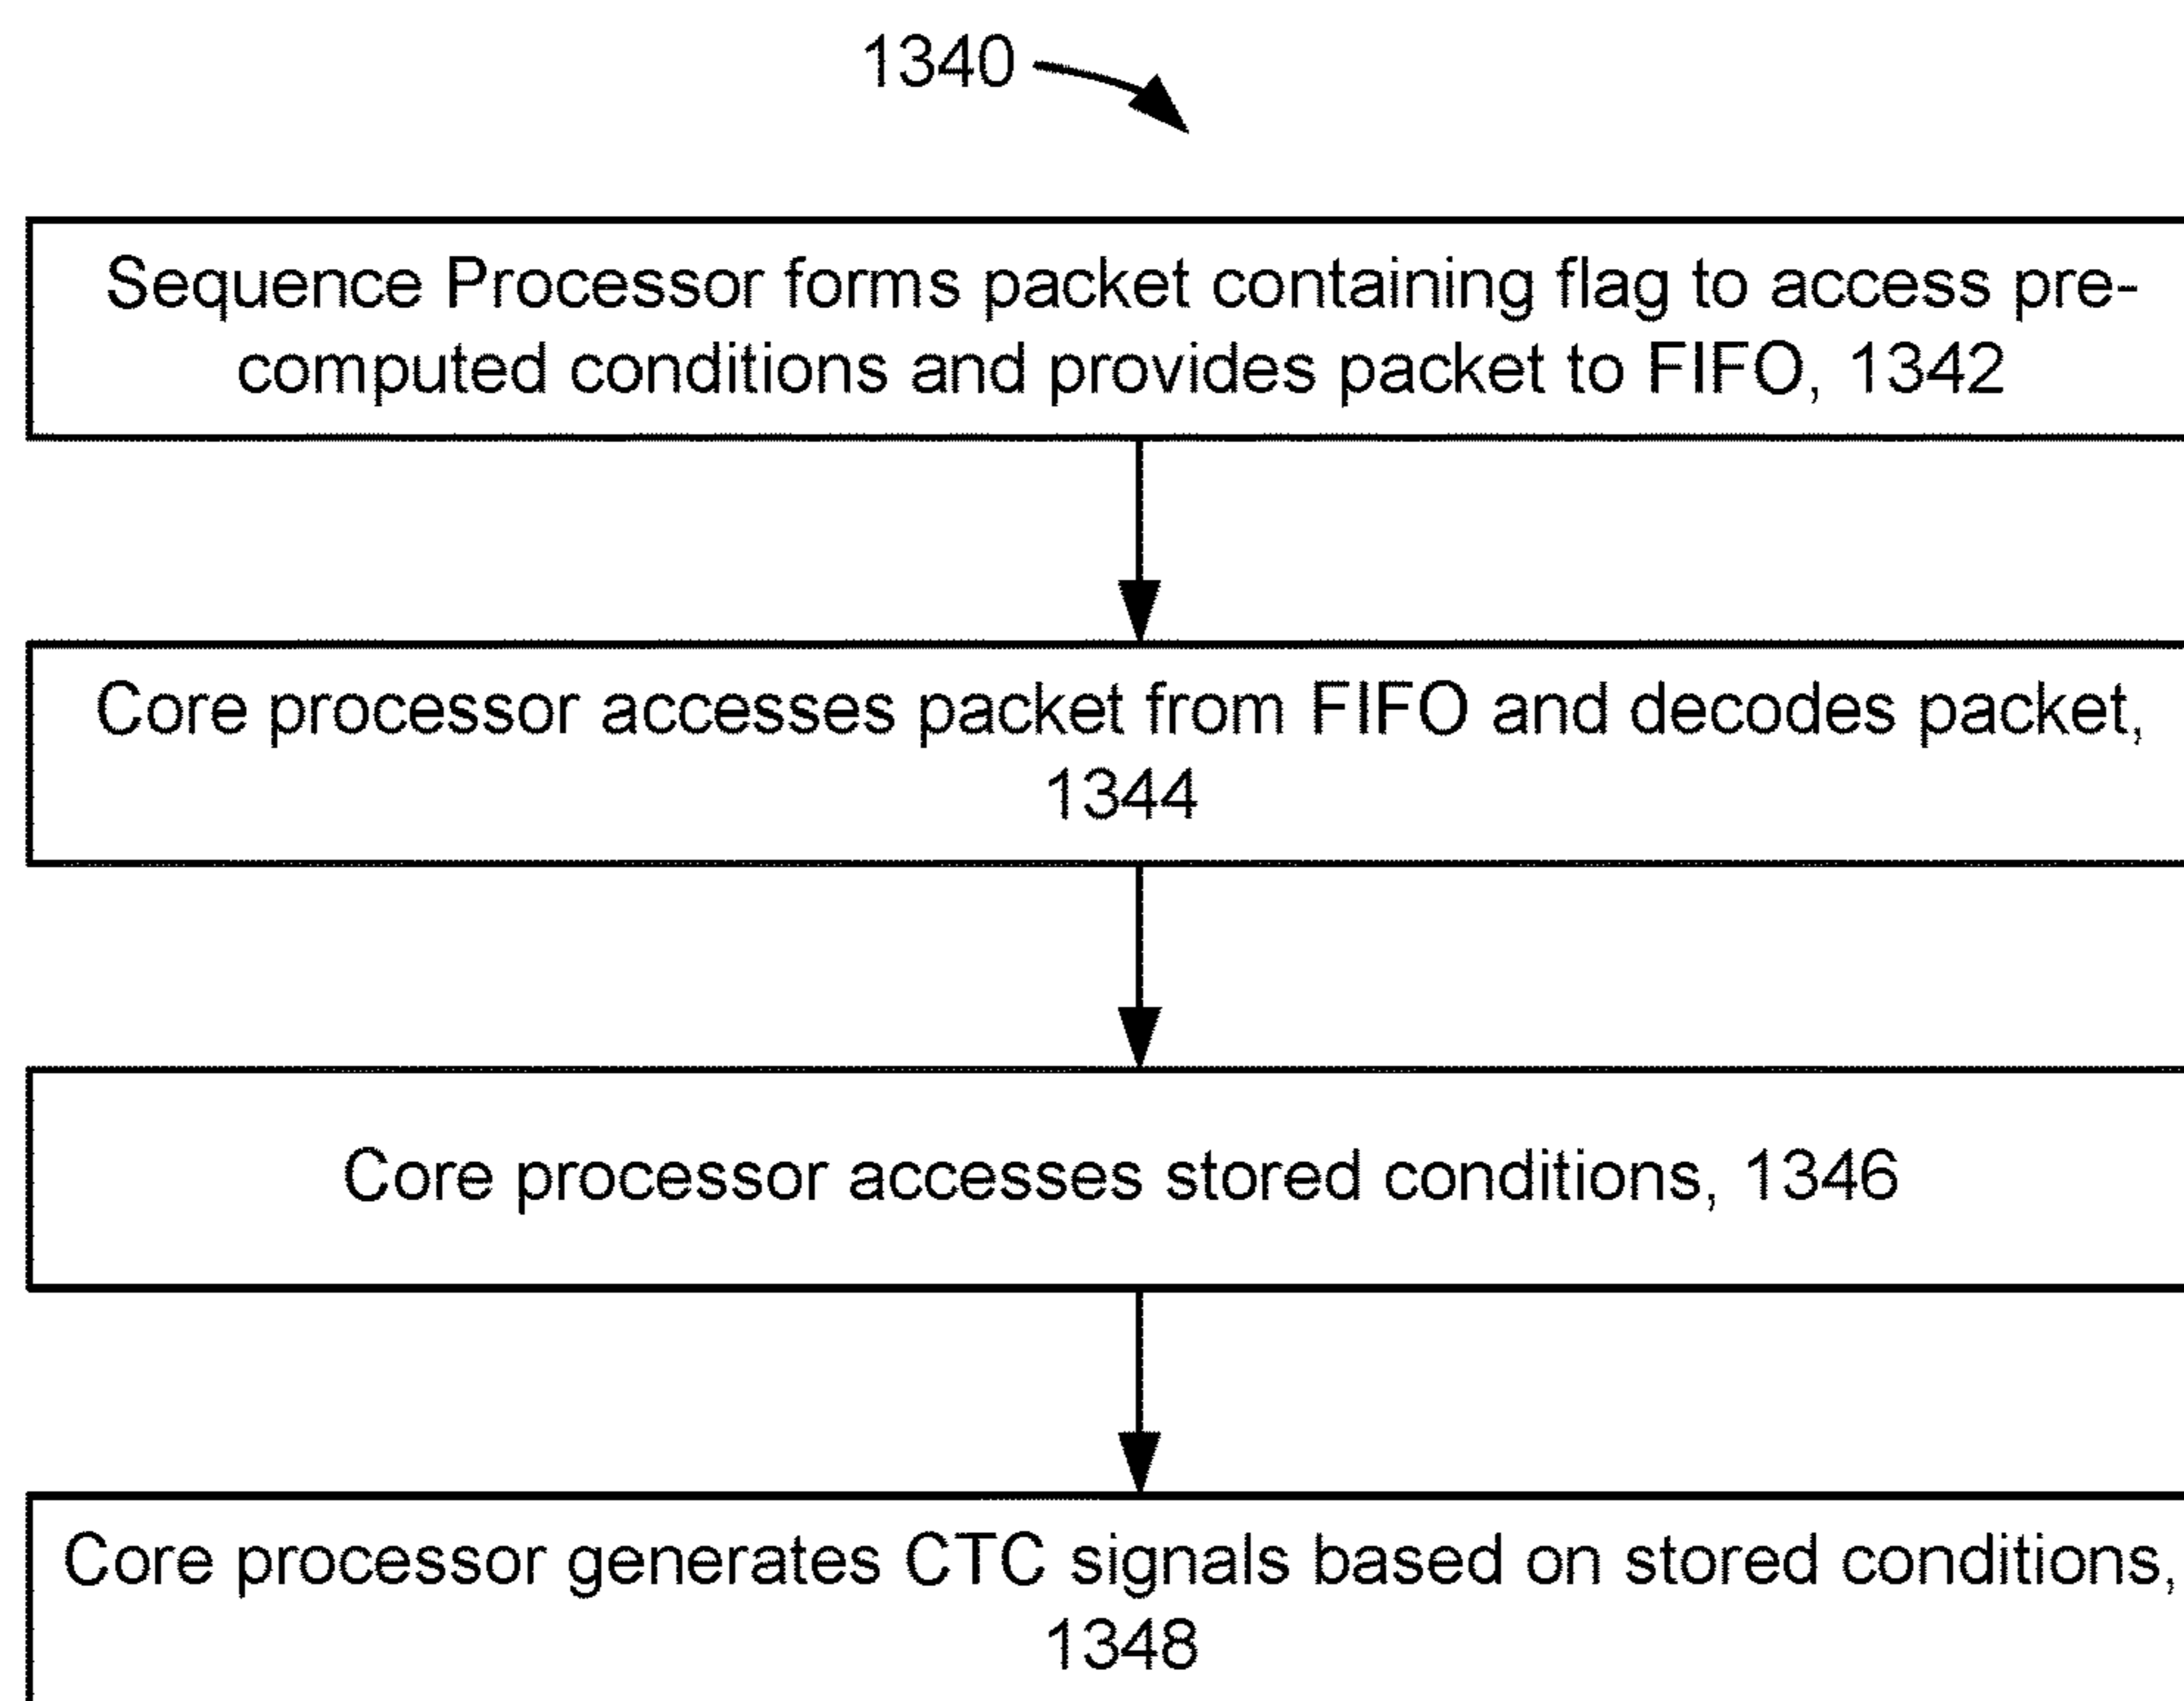 1340
Sequence Processor forms packet containing flag to access pre-
computed conditions and provides packet to FIFO, 1342
Core processor accesses packet from FIFO and decodes packet,
1344
Core processor accesses stored conditions, 1346
Core processor generates CTC signals based on stored conditions,
1348